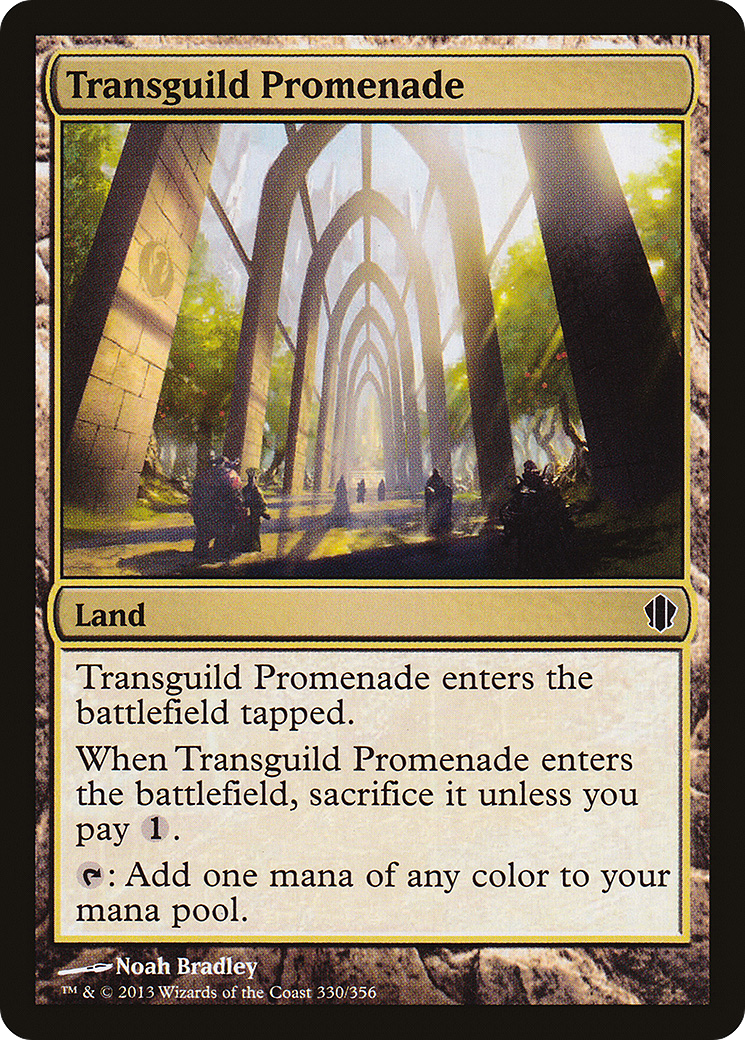 Transguild Promenade
Land
Transguild Promenade enters the
battlefield tapped.
When Transguild Promenade enters
the battlefield, sacrifice it unless you
pay 1.
: Add one mana of any color to your
mana pool.
Noah Bradley
™ & © 2013 Wizards of the Coast 330/356